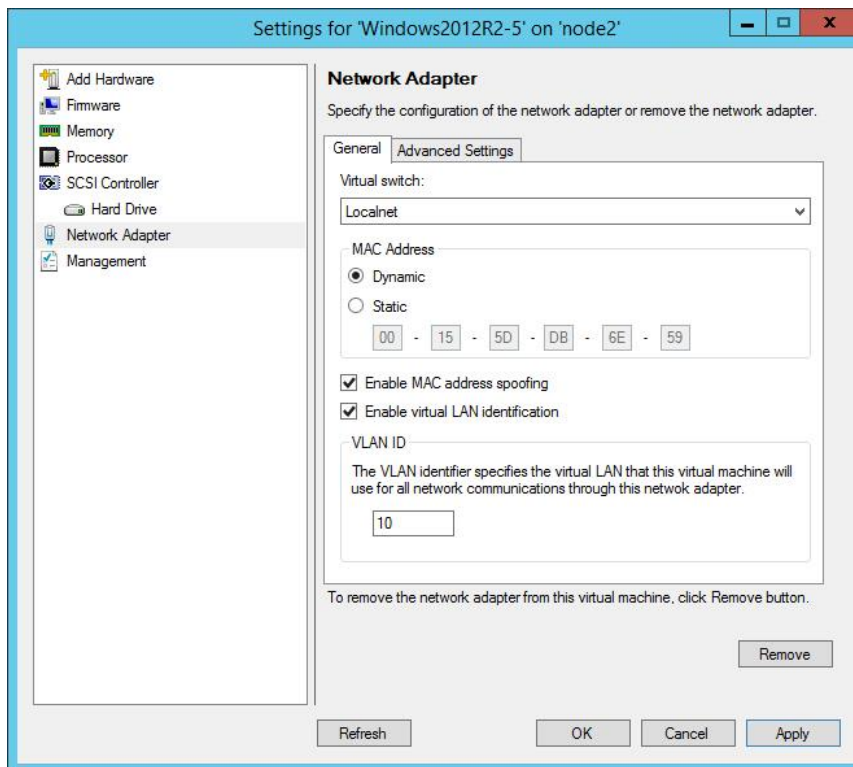 Settings for 'Windows2012R2-5' on 'node2'
Add Hardware
Firmware
Memory
Processor
SCSI Controller
Hard Drive
Network Adapter
Management
Network Adapter
Specify the configuration of the network adapter or remove the network adapter.
General
Advanced Settings
Virtual switch:
Localnet
MAC Address
Dynamic
Static
00 - 15 - 5D - DB - 6E - 59
Enable MAC address spoofing
Enable virtual LAN identification
VLAN ID
The VLAN identifier specifies the virtual LAN that this virtual machine will
use for all network communications through this netwok adapter.
10
To remove the network adapter from this virtual machine, click Remove button.
Remove
Refresh
OK
Cancel
Apply